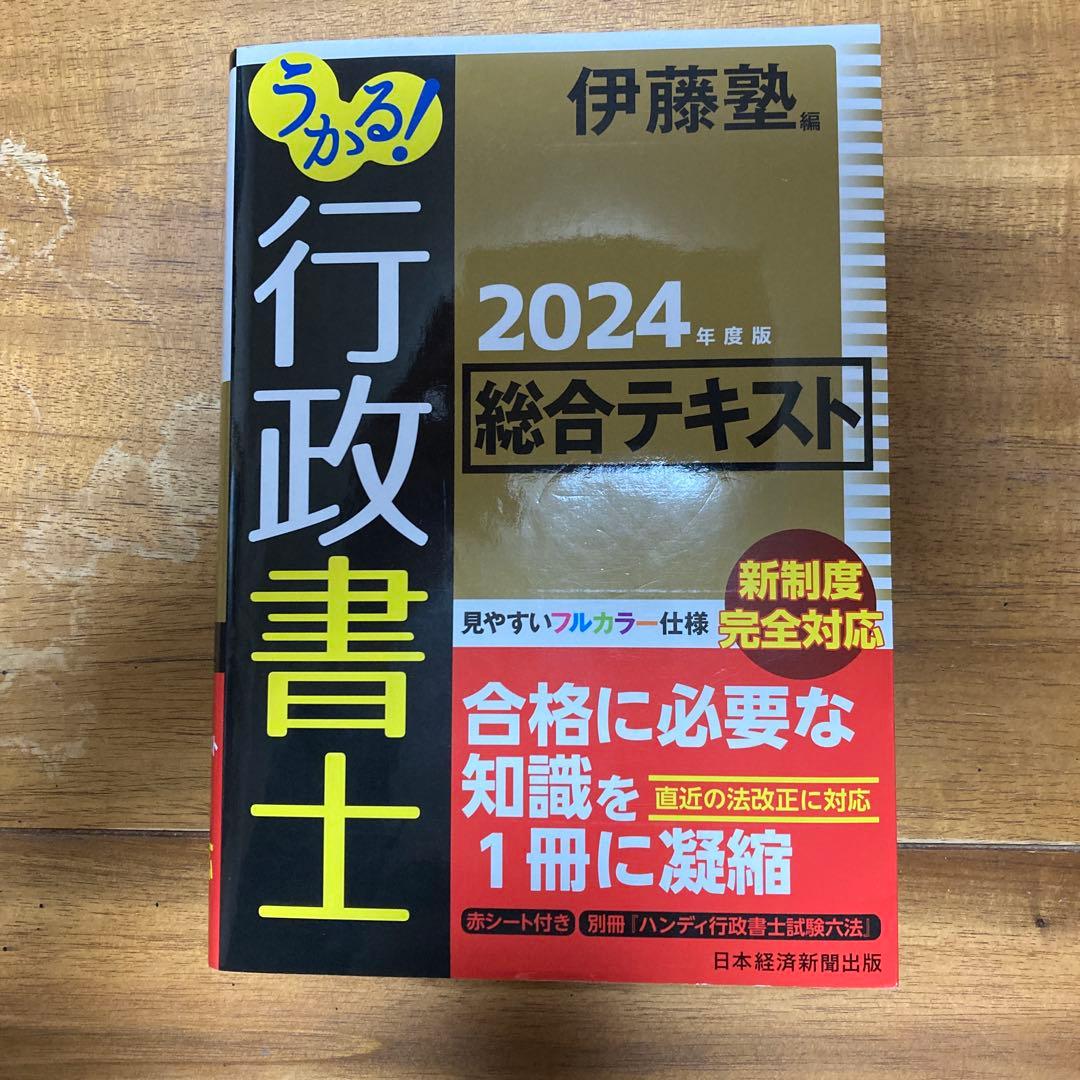 うかる!
行政書士
伊藤塾編
2024年度版
総合テキスト
見やすいフルカラー仕様
新制度
完全対応
合格に必要な
知識を
直近の法改正に対応
1冊に凝縮
赤シート付き
別冊『ハンディ行政書士試験六法』
日本経済新聞出版